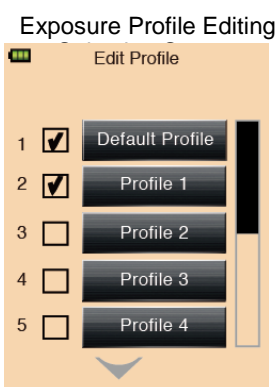 Exposure Profile Editing
Edit Profile
1 Default Profile
2 Profile 1
3 Profile 2
4 Profile 3
5 Profile 4